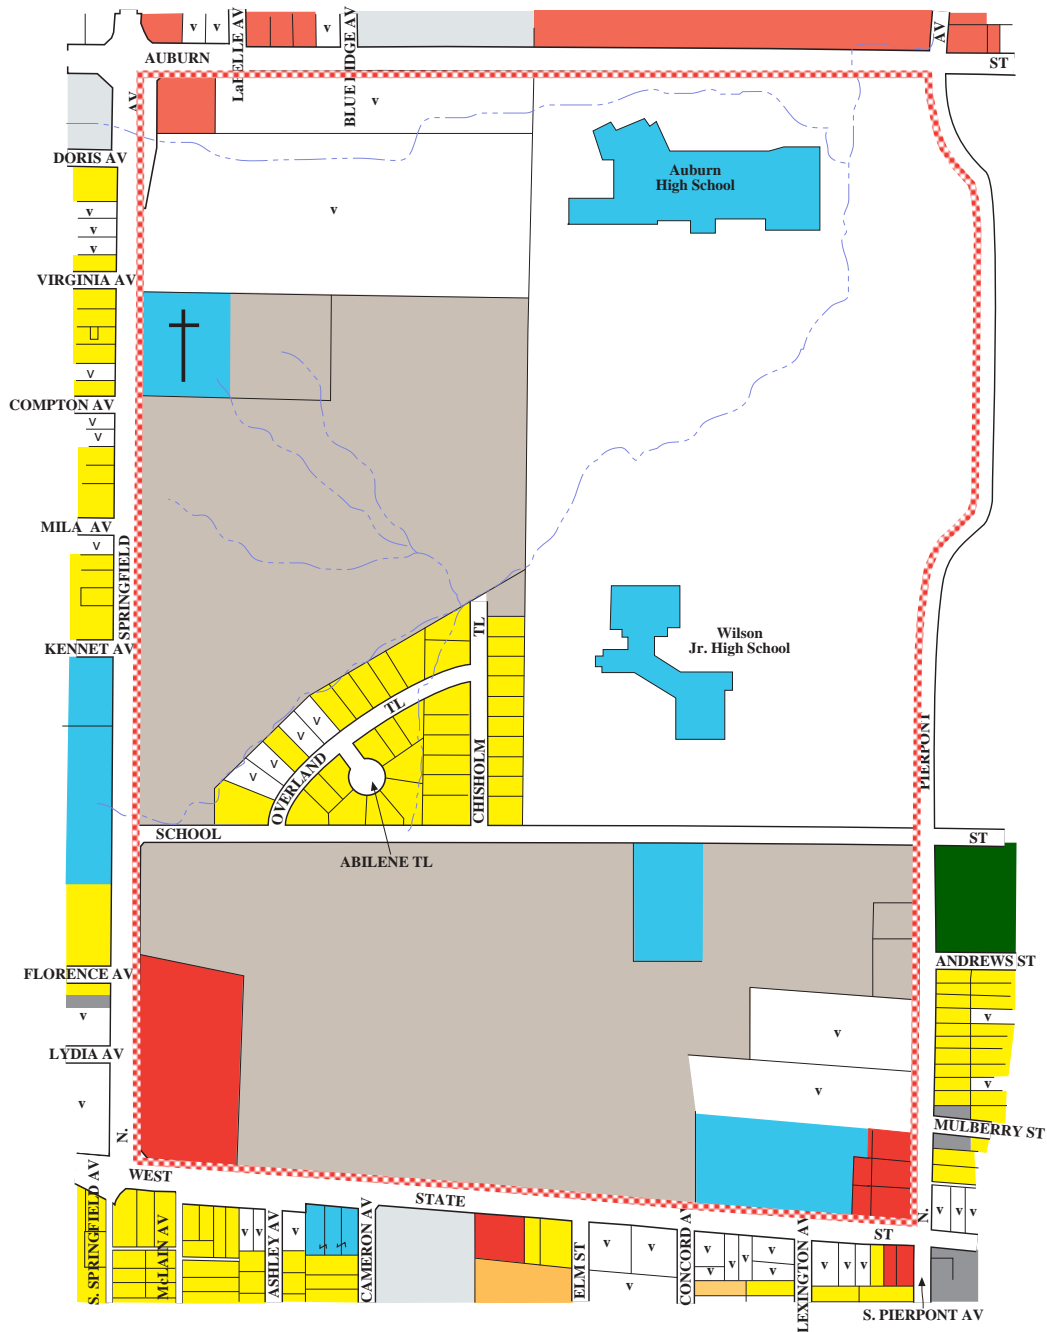 v
v
LaBELLE AV
v
BLUE RIDGE AV
AV
AUBURN
ST
AV
v
DORIS AV
Auburn
High School
v
v
v
v
VIRGINIA AV
v
COMPTON AV
v
v
MILA AV
v
SPRINGFIELD
KENNET AV
TL
Wilson
Jr. High School
TL
v
v
v
v
OVERLAND
CHISHOLM
PIERPONT
SCHOOL
ST
ABILENE TL
FLORENCE AV
ANDREWS ST
v
v
v
LYDIA AV
v
v
v
N.
MULBERRY ST
WEST
STATE
ST
N.
S. SPRINGFIELD AV
McLAIN AV
v
v
ASHLEY AV
v
CAMERON AV
ELM ST
v
v
v
CONCORD AV
v
v
v
v
v
v
LEXINGTON AV
v
v
v
v
v
v
S. PIERPONT AV